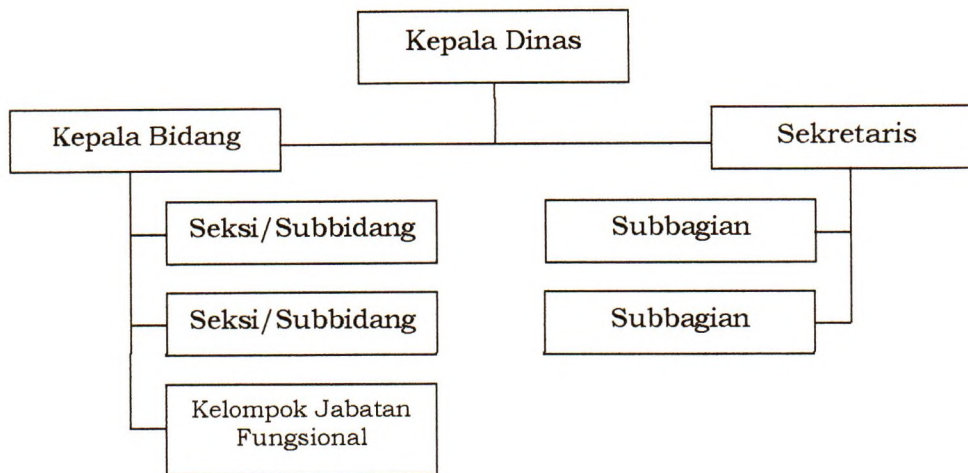 Kepala Dinas
Kepala Bidang
Sekretaris
Seksi/Subbidang
Subbagian
Seksi/Subbidang
Subbagian
Kelompok Jabatan
Fungsional